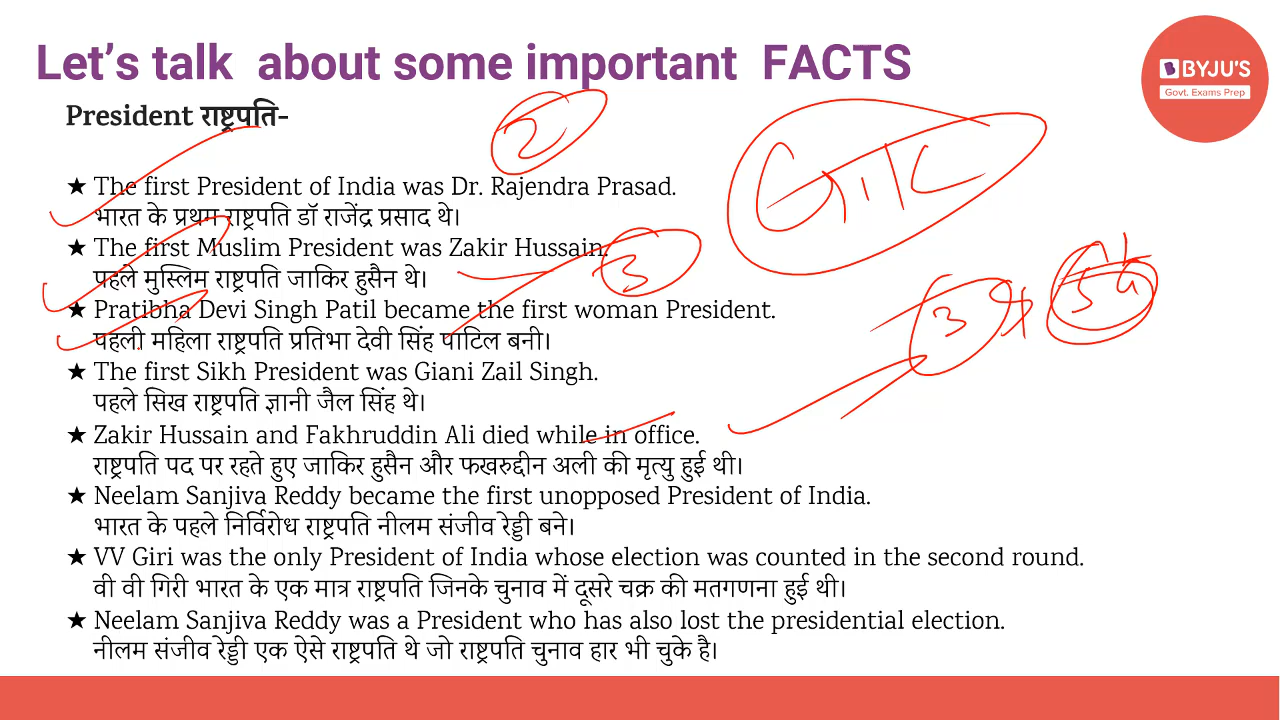 Let's talk about some important FACTS
BYJU'S
Govt. Exams Prep
President राष्ट्रपति-
2
★ The first President of India was Dr. Rajendra Prasad.
भारत के प्रथम राष्ट्रपति डॉ राजेंद्र प्रसाद थे।
★ The first Muslim President was Zakir Hussain.
3
पहले मुस्लिम राष्ट्रपति जाकिर हुसैन थे।
★ Pratibha Devi Singh Patil became the first woman President.
3
पहली महिला राष्ट्रपति प्रतिभा देवी सिंह पाटिल बनी।
★ The first Sikh President was Giani Zail Singh.
पहले सिख राष्ट्रपति ज्ञानी जैल सिंह थे।
★ Zakir Hussain and Fakhruddin Ali died while in office.
राष्ट्रपति पद पर रहते हुए जाकिर हुसैन और फखरुद्दीन अली की मृत्यु हुई थी।
★ Neelam Sanjiva Reddy became the first unopposed President of India.
भारत के पहले निर्विरोध राष्ट्रपति नीलम संजीव रेड्डी बने।
★ VV Giri was the only President of India whose election was counted in the second round.
वी वी गिरी भारत के एक मात्र राष्ट्रपति जिनके चुनाव में दूसरे चक्र की मतगणना हुई थी।
★ Neelam Sanjiva Reddy was a President who has also lost the presidential election.
नीलम संजीव रेड्डी एक ऐसे राष्ट्रपति थे जो राष्ट्रपति चुनाव हार भी चुके है।